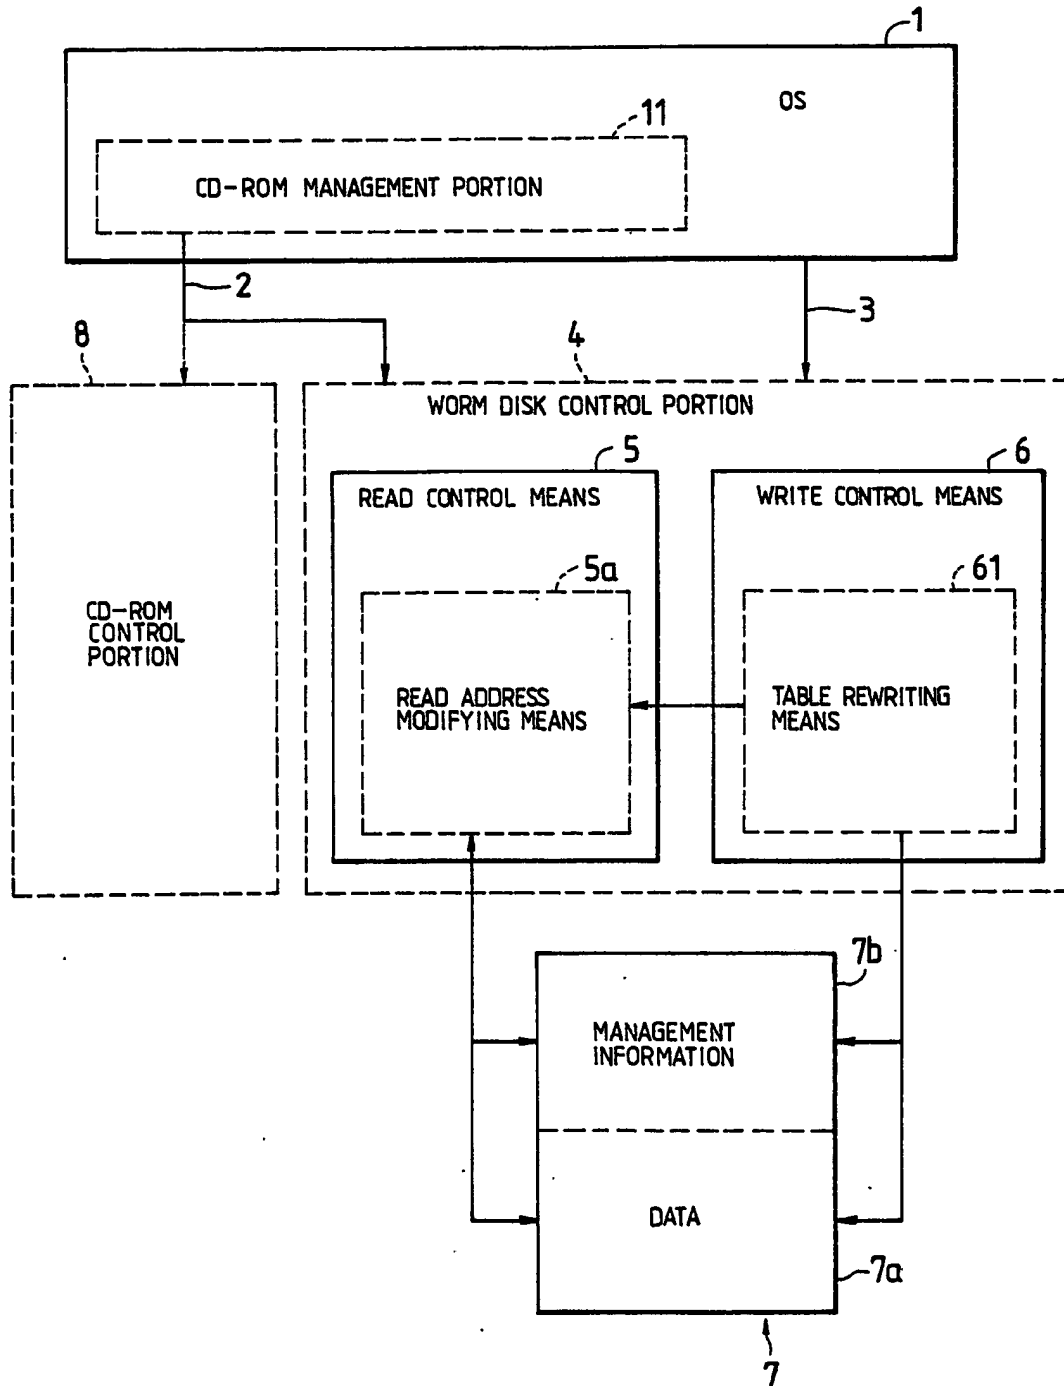 1
OS
11
CD-ROM MANAGEMENT PORTION
2
3
8
4
WORM DISK CONTROL PORTION
5
6
READ CONTROL MEANS
WRITE CONTROL MEANS
5a
61
CD-ROM
CONTROL
PORTION
READ ADDRESS
MODIFYING MEANS
TABLE REWRITING
MEANS
7b
MANAGEMENT
INFORMATION
DATA
7a
7